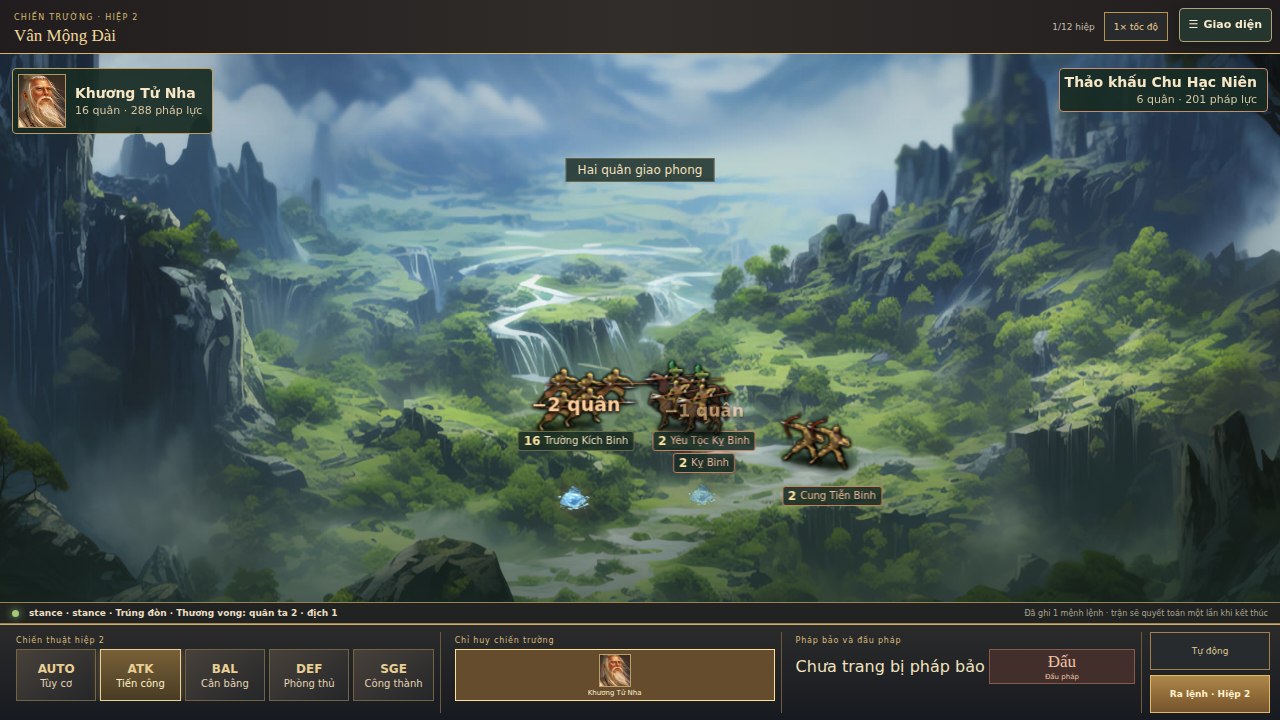 CHIẾN TRƯỜNG · HIỆP 2
Vân Mộng Đài
1/12 hiệp
1× tốc độ
☰ Giao diện
Khương Tử Nha
16 quân · 288 pháp lực
Thảo khấu Chu Hạc Niên
6 quân · 201 pháp lực
Hai quân giao phong
−2 quân
−1 quân
16 Trường Kích Binh
2 Yêu Tộc Kỵ Binh
2 Kỵ Binh
2 Cung Tiễn Binh
stance · stance · Trúng đòn · Thương vong: quân ta 2 · địch 1
Đã ghi 1 mệnh lệnh · trận sẽ quyết toán một lần khi kết thúc
Chiến thuật hiệp 2
AUTO
Tùy cơ
ATK
Tiến công
BAL
Cân bằng
DEF
Phòng thủ
SGE
Công thành
Chỉ huy chiến trường
Khương Tử Nha
Pháp bảo và đấu pháp
Chưa trang bị pháp bảo
Đấu
Đấu pháp
Tự động
Ra lệnh · Hiệp 2